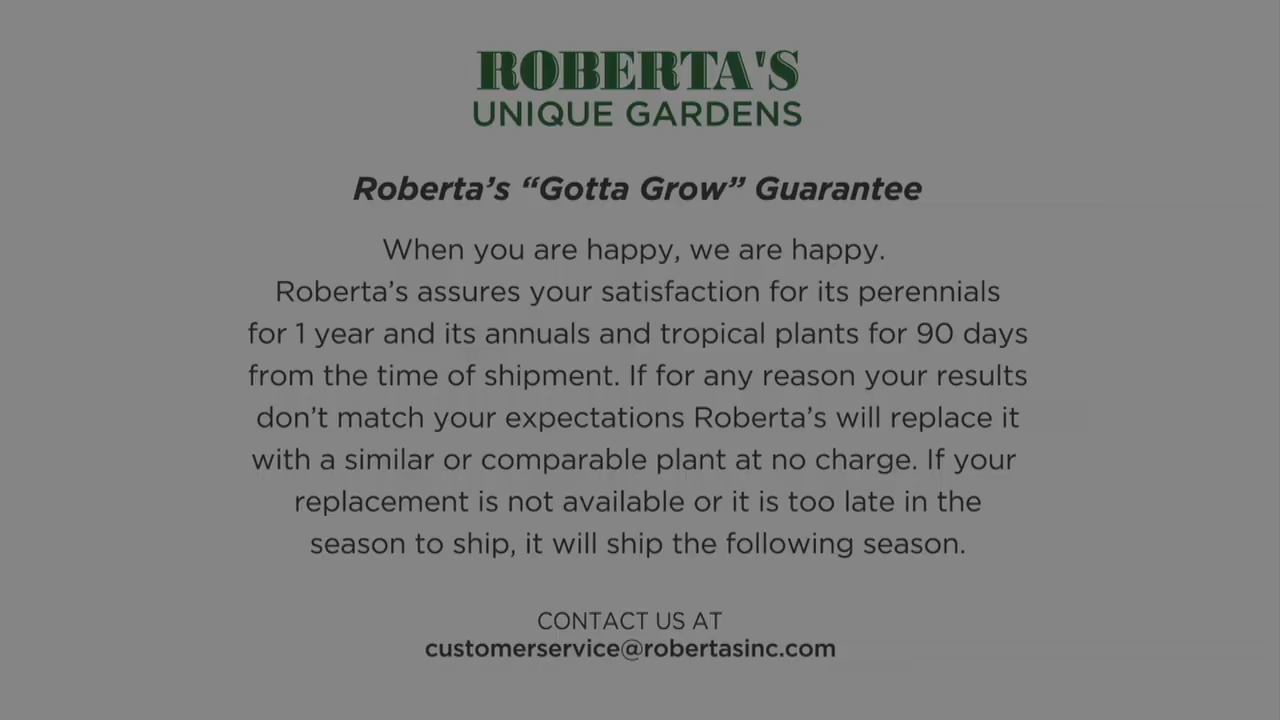 ROBERTA'S
UNIQUE GARDENS
Roberta's “Gotta Grow” Guarantee
When you are happy, we are happy.
Roberta’s assures your satisfaction for its perennials
for 1 year and its annuals and tropical plants for 90 days
from the time of shipment. If for any reason your results
don’t match your expectations Roberta’s will replace it
with a similar or comparable plant at no charge. If your
replacement is not available or it is too late in the
season to ship, it will ship the following season.
CONTACT US AT
customerservice@robertasinc.com